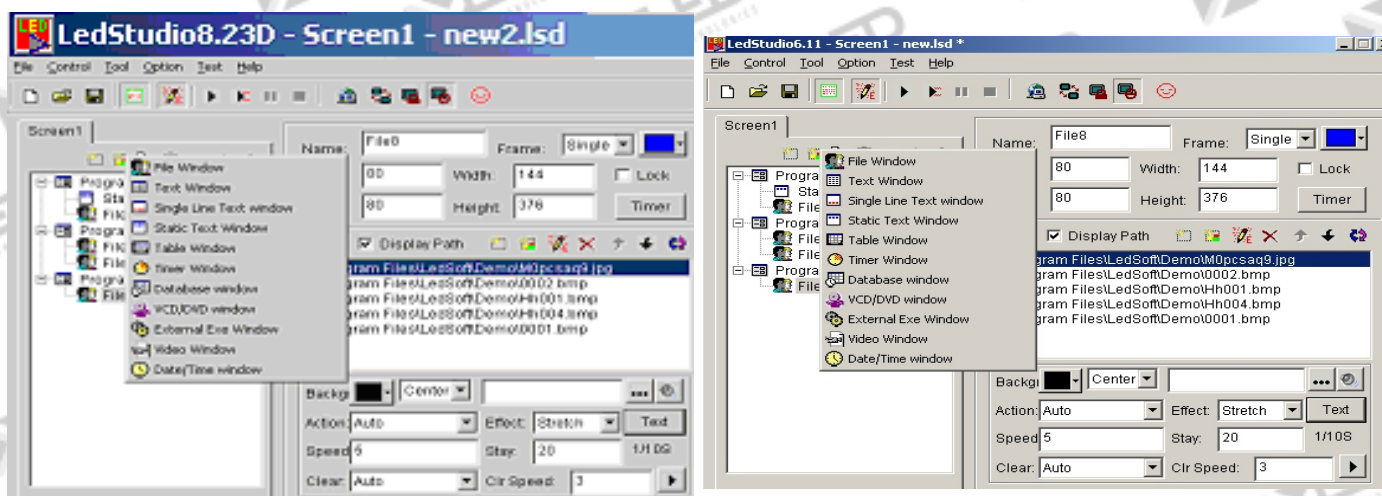 LedStudio8.23D - Screen1 - new2.lsd
File Control Tool Option Test Help
Screen1
Name: File8 Frame: Single
80 Width: 144 Lock
80 Height: 376 Timer
Display Path
Progra
Sta
File
Progra
File
File
Progra
File
File Window
Text Window
Single Line Text window
Static Text Window
Table Window
Timer Window
Database window
VCD/DVD window
External Exe Window
Video Window
Date/Time window
gram Files\LedSoft\Demo\M0pcsaq9.jpg
gram Files\LedSoft\Demo\0002.bmp
gram Files\LedSoft\Demo\Hh001.bmp
gram Files\LedSoft\Demo\Hh004.bmp
gram Files\LedSoft\Demo\0001.bmp
Backgr Center ...
Action: Auto Effect: Stretch Text
Speed 5 Stay: 20 1/10S
Clear: Auto Clr Speed: 3
LedStudio6.11 - Screen1 - new.lsd *
File Control Tool Option Test Help
Screen1
Name: File8 Frame: Single
80 Width: 144 Lock
80 Height: 376 Timer
Display Path
Progra
Sta
File
Progra
File
File
Progra
File
File Window
Text Window
Single Line Text window
Static Text Window
Table Window
Timer Window
Database window
VCD/DVD window
External Exe Window
Video Window
Date/Time window
gram Files\LedSoft\Demo\M0pcsaq9.jpg
gram Files\LedSoft\Demo\0002.bmp
gram Files\LedSoft\Demo\Hh001.bmp
gram Files\LedSoft\Demo\Hh004.bmp
gram Files\LedSoft\Demo\0001.bmp
Backgr Center ...
Action: Auto Effect: Stretch Text
Speed 5 Stay: 20 1/10S
Clear: Auto Clr Speed: 3